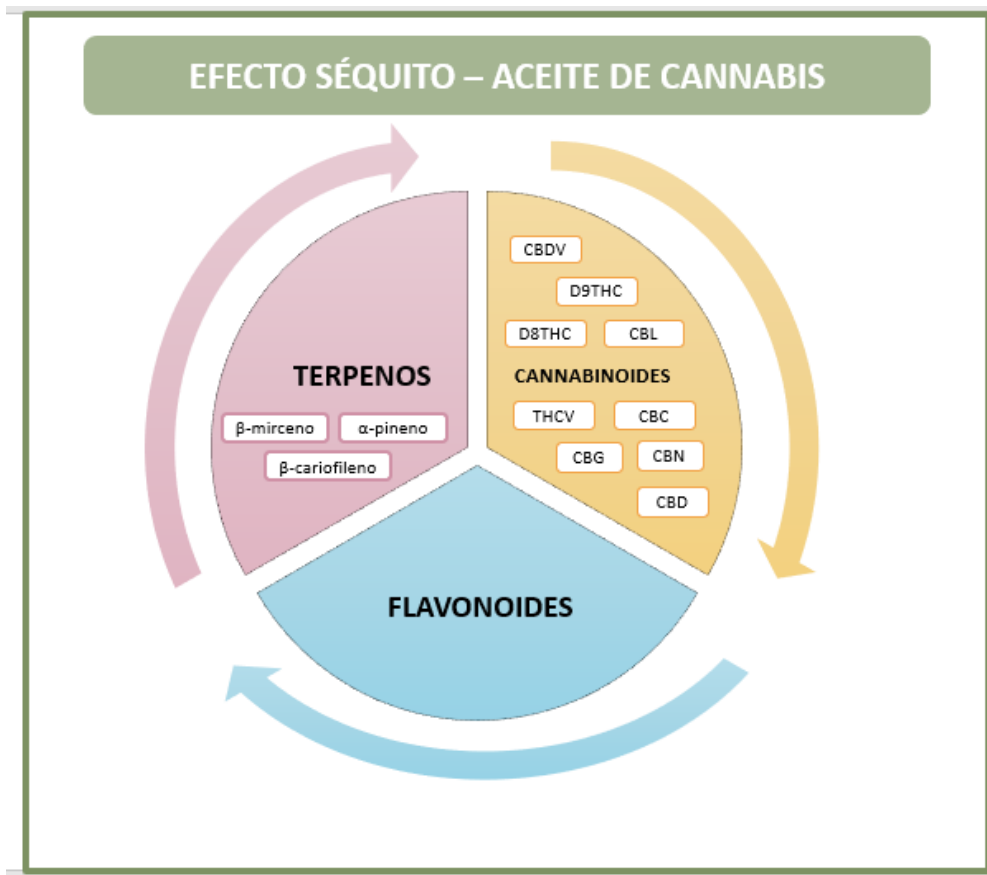 EFECTO SÉQUITO – ACEITE DE CANNABIS
TERPENOS
β-mirceno
α-pineno
β-cariofileno
CBDV
D9THC
D8THC
CBL
CANNABINOIDES
THCV
CBC
CBG
CBN
CBD
FLAVONOIDES